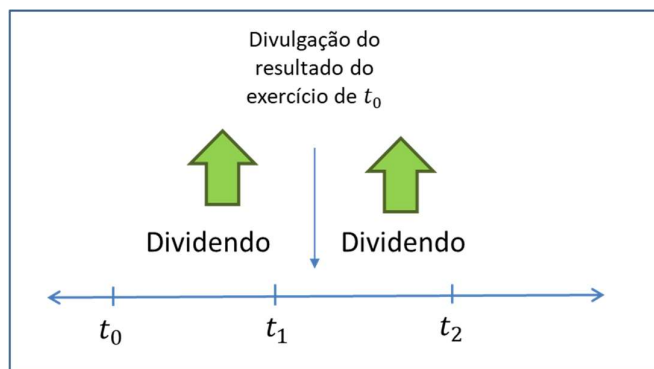 Divulgação do
resultado do
exercício de t₀
Dividendo Dividendo
t₀ t₁ t₂